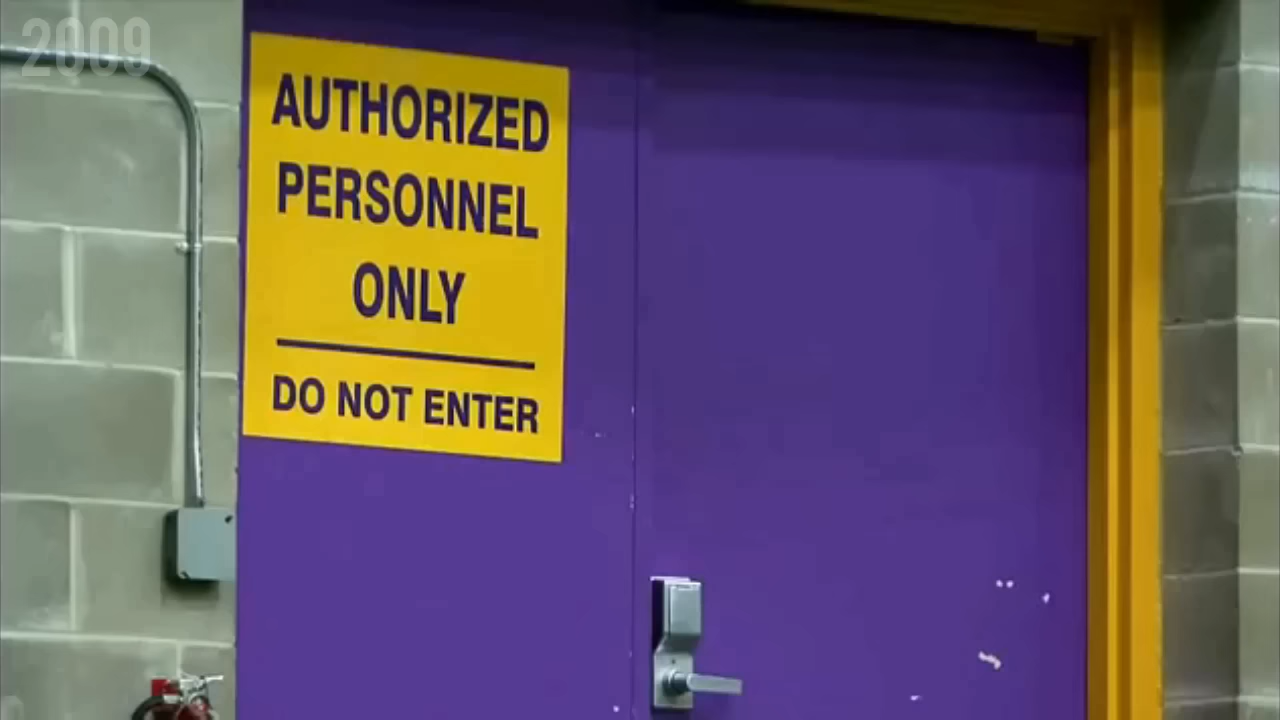 2009
AUTHORIZED
PERSONNEL
ONLY
DO NOT ENTER